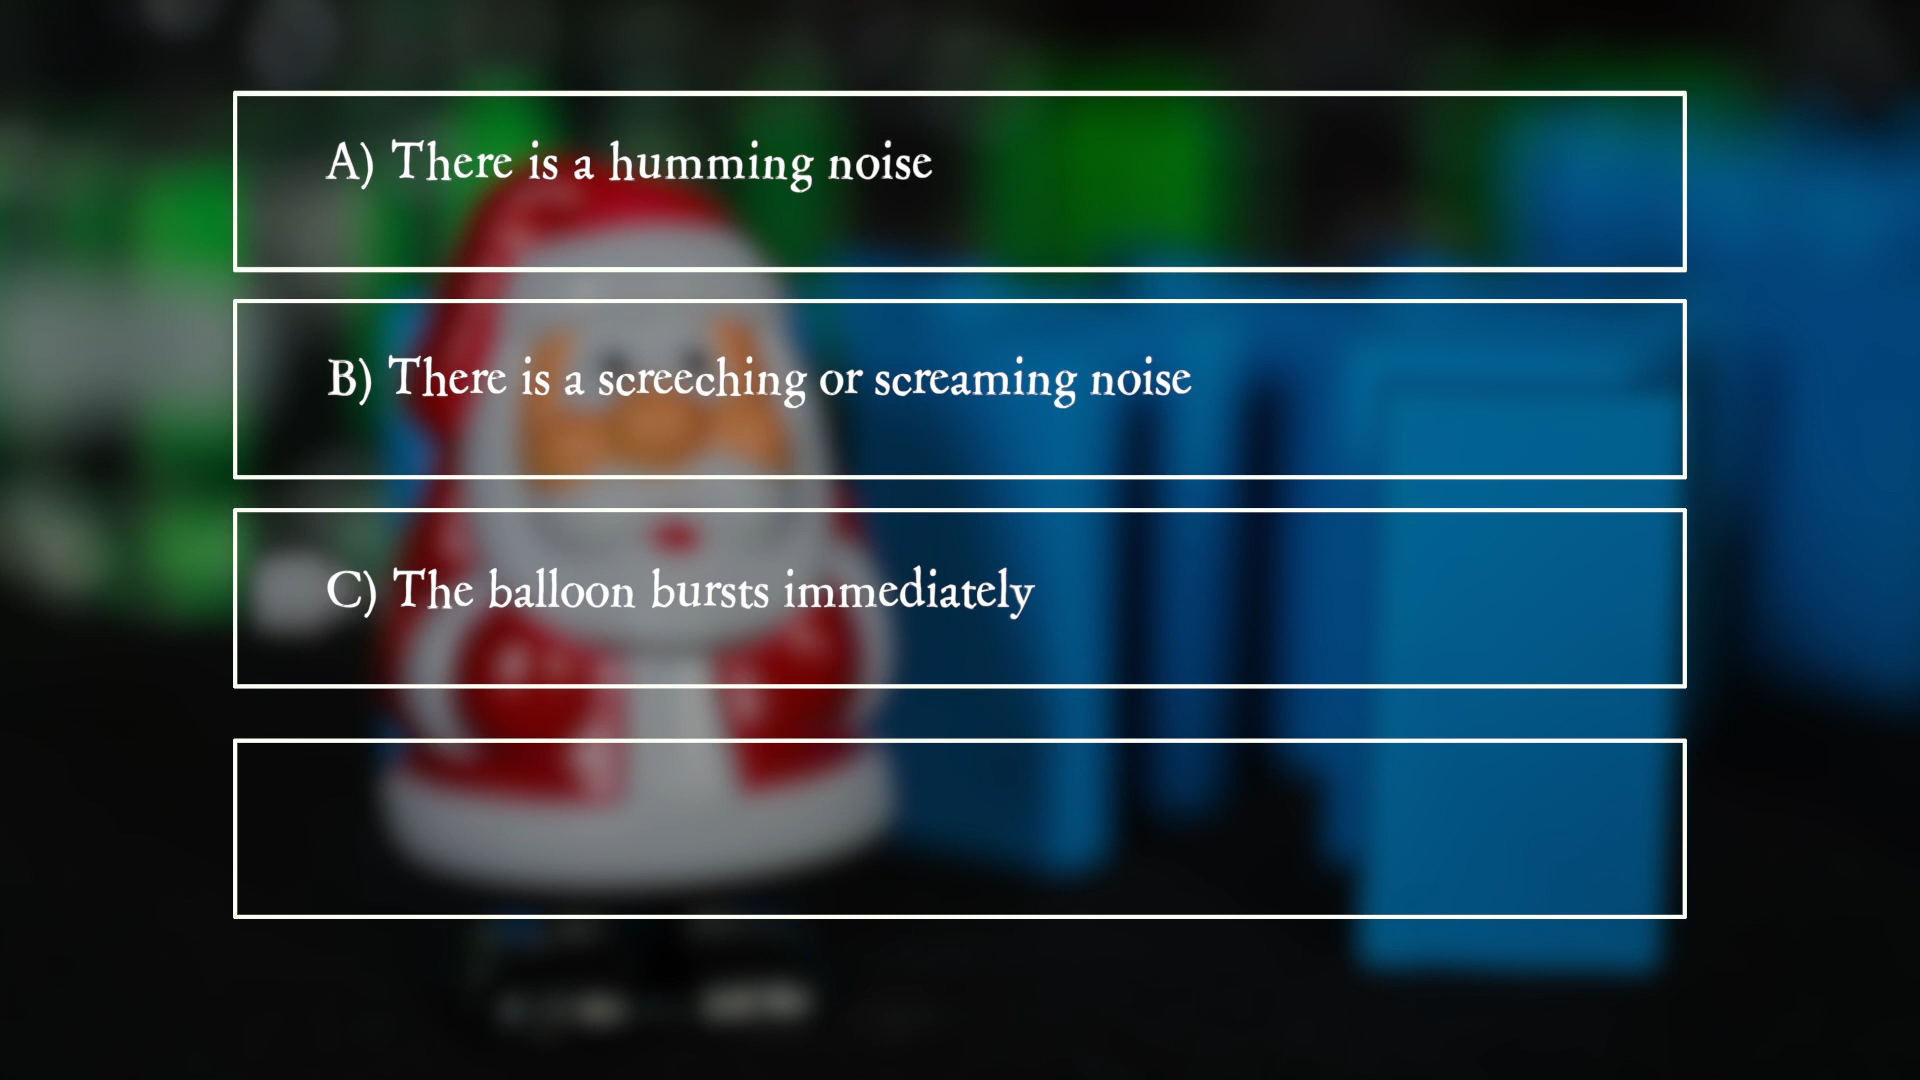 A) There is a humming noise
B) There is a screeching or screaming noise
C) The balloon bursts immediately